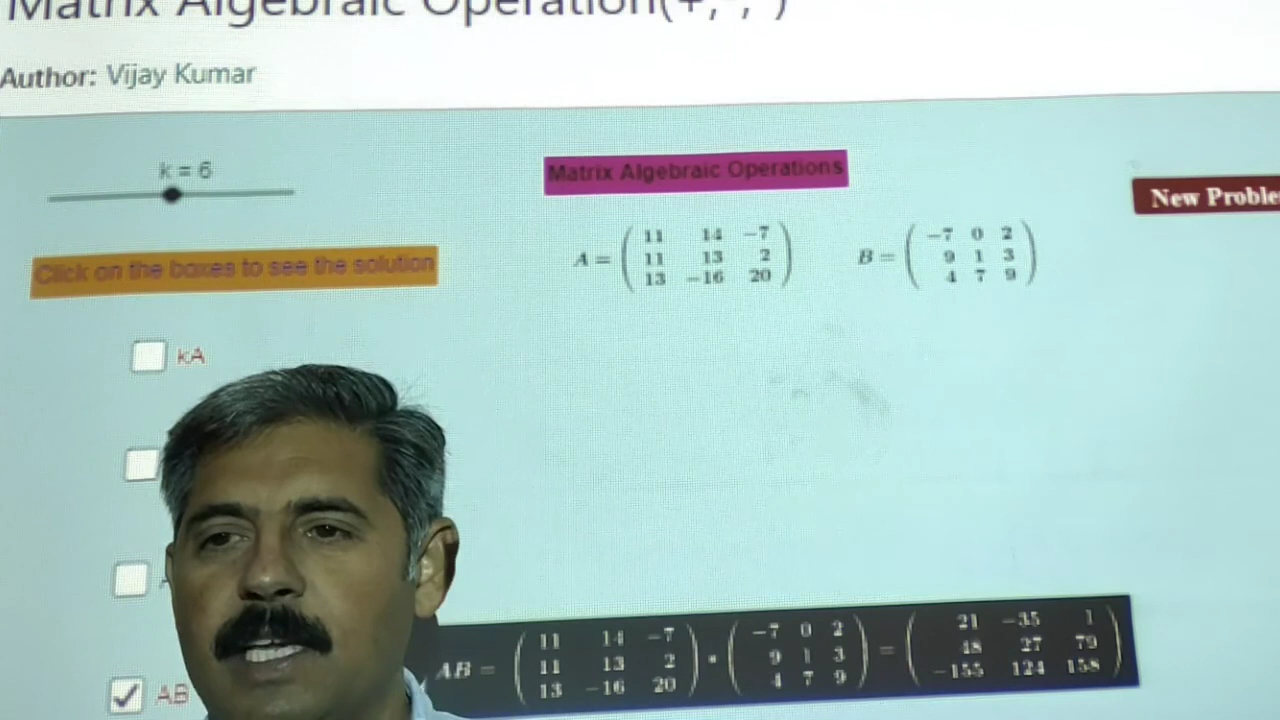 Matrix Algebraic Operation(+,-,*)
Author: Vijay Kumar
k = 6
Matrix Algebraic Operations
New Proble
Click on the boxes to see the solution
A = ( 11 14 -7
11 13 2
13 -16 20 )
B = ( -7 0 2
9 1 3
4 7 9 )
kA
AB
AB = ( 11 14 -7
11 13 2
13 -16 20 ) * ( -7 0 2
9 1 3
4 7 9 ) = ( 21 -35 1
48 27 79
-155 124 158 )